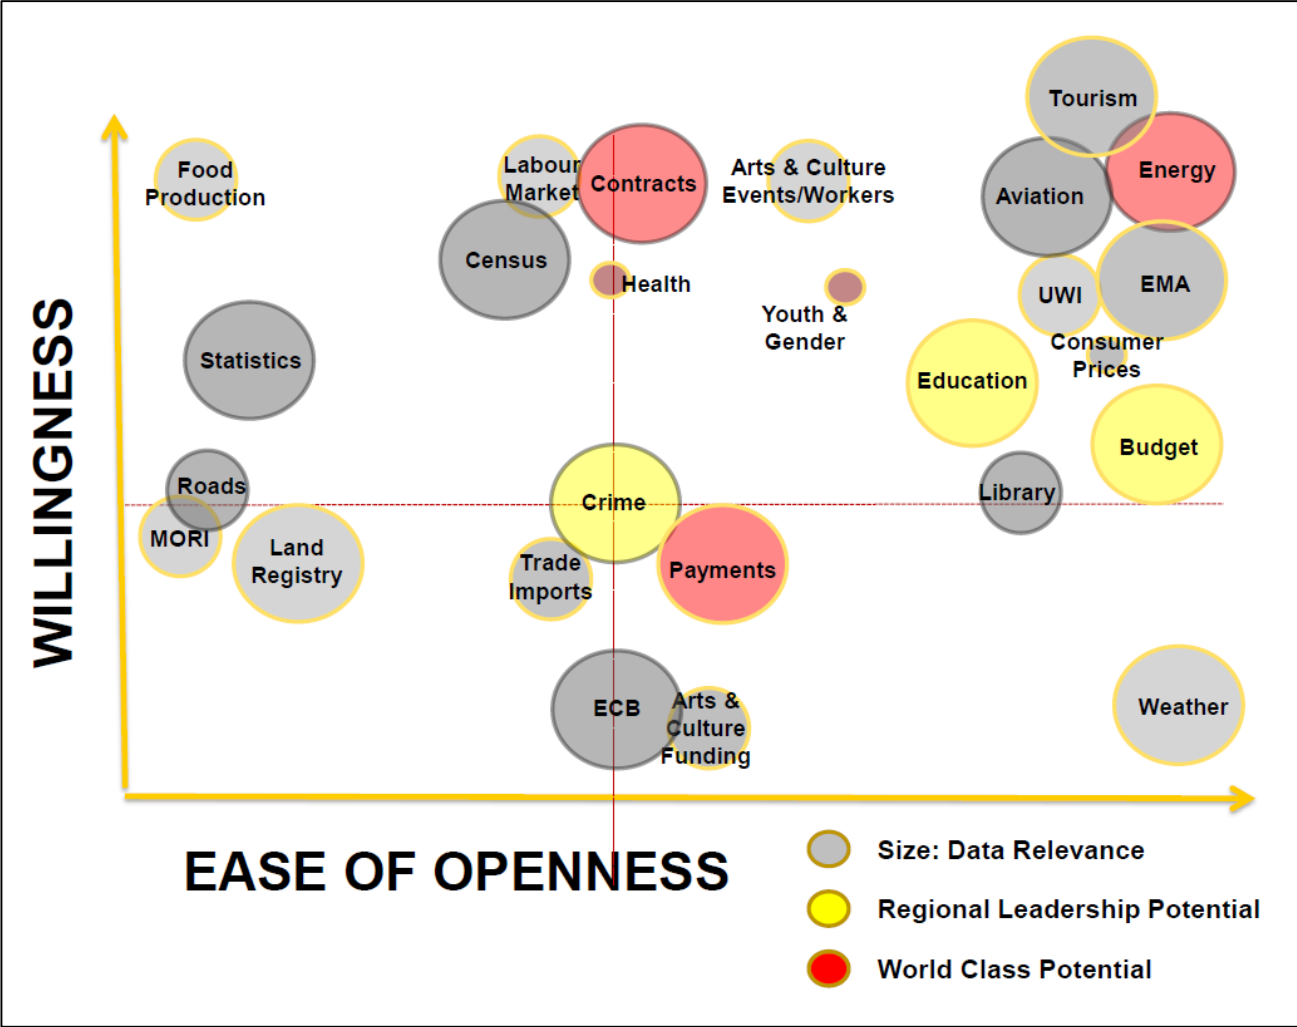 Tourism
Food
Production
Labour
Market
Contracts
Arts & Culture
Events/Workers
Aviation
Energy
Census
Health
Youth &
Gender
UWI
EMA
Consumer
Prices
Statistics
Education
Budget
Roads
Crime
Library
MORI
Land
Registry
Trade
Imports
Payments
ECB
Arts &
Culture
Funding
Weather
WILLINGNESS
EASE OF OPENNESS
Size: Data Relevance
Regional Leadership Potential
World Class Potential